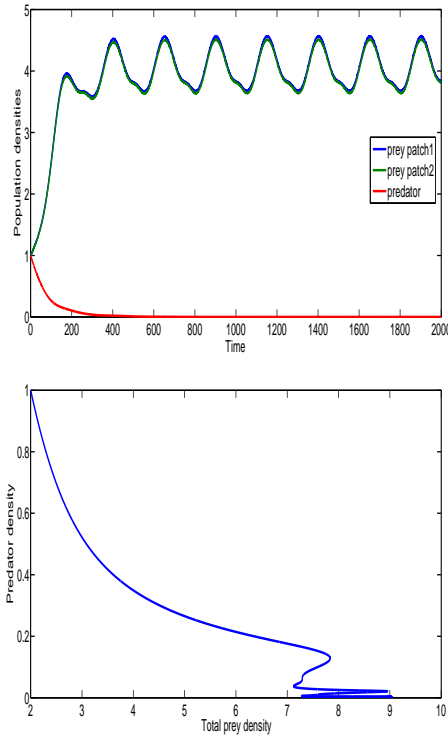 5
4
3
2
1
0
Population densities
prey patch1
prey patch2
predator
0 200 400 600 800 1000 1200 1400 1600 1800 2000
Time
1
0.8
0.6
0.4
0.2
0
Predator density
2 3 4 5 6 7 8 9 10
Total prey density